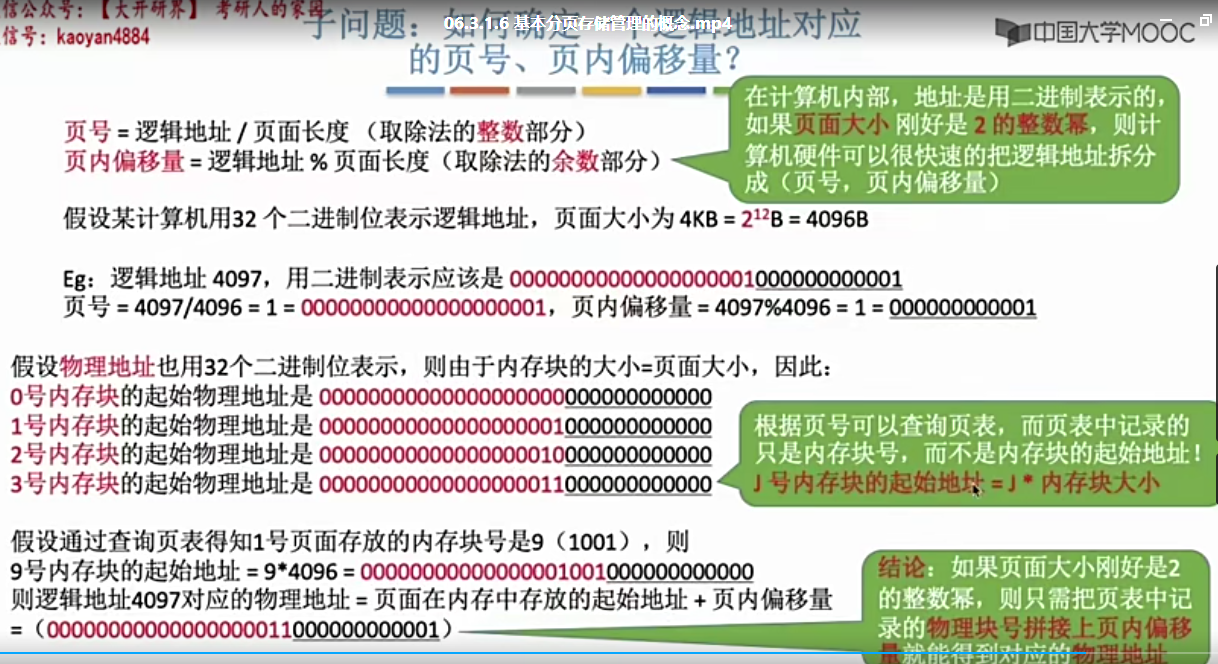 信公众号：【大开研界】 考研人的家园
信号：kaoyan4884
06.3.1.6 基本分页存储管理的概念.mp4
中国大学MOOC
子问题：如何确定一个逻辑地址对应
的页号、页内偏移量？
页号 = 逻辑地址 / 页面长度 （取除法的整数部分）
页内偏移量 = 逻辑地址 % 页面长度（取除法的余数部分）
在计算机内部，地址是用二进制表示的，
如果页面大小 刚好是 2 的整数幂，则计
算机硬件可以很快速的把逻辑地址拆分
成（页号，页内偏移量）
假设某计算机用32 个二进制位表示逻辑地址，页面大小为 4KB = 2¹²B = 4096B
Eg：逻辑地址 4097，用二进制表示应该是 00000000000000000001000000000001
页号 = 4097/4096 = 1 = 00000000000000000001，页内偏移量 = 4097%4096 = 1 = 000000000001
假设物理地址也用32个二进制位表示，则由于内存块的大小=页面大小，因此：
0号内存块的起始物理地址是 00000000000000000000000000000000
1号内存块的起始物理地址是 00000000000000000001000000000000
2号内存块的起始物理地址是 00000000000000000010000000000000
3号内存块的起始物理地址是 00000000000000000011000000000000
根据页号可以查询页表，而页表中记录的
只是内存块号，而不是内存块的起始地址！
J 号内存块的起始地址 = J * 内存块大小
假设通过查询页表得知1号页面存放的内存块号是9（1001），则
9号内存块的起始地址 = 9*4096 = 00000000000000001001000000000000
则逻辑地址4097对应的物理地址 = 页面在内存中存放的起始地址 + 页内偏移量
=（00000000000000000011000000000001）
结论：如果页面大小刚好是2
的整数幂，则只需把页表中记
录的物理块号拼接上页内偏移
量就能得到对应的物理地址